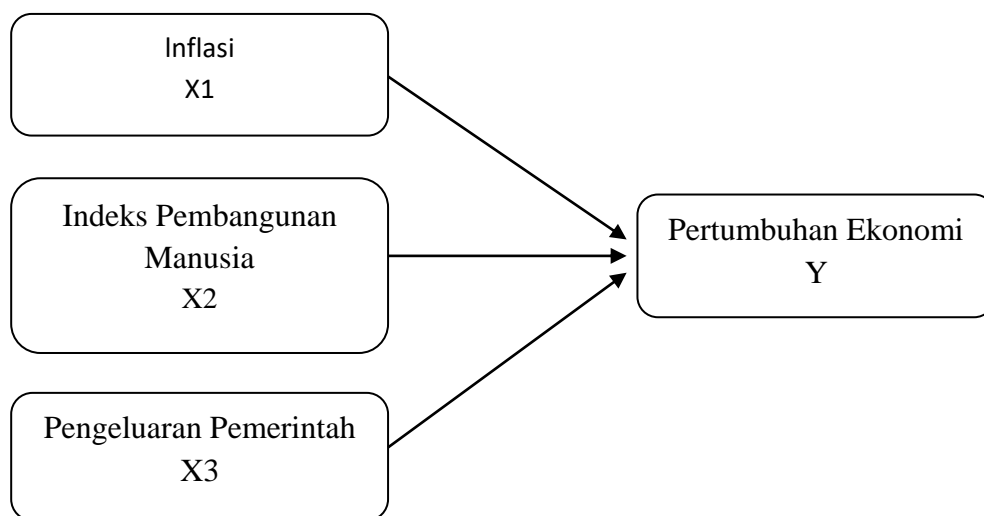 Inflasi
X1
Indeks Pembangunan
Manusia
X2
Pengeluaran Pemerintah
X3
Pertumbuhan Ekonomi
Y